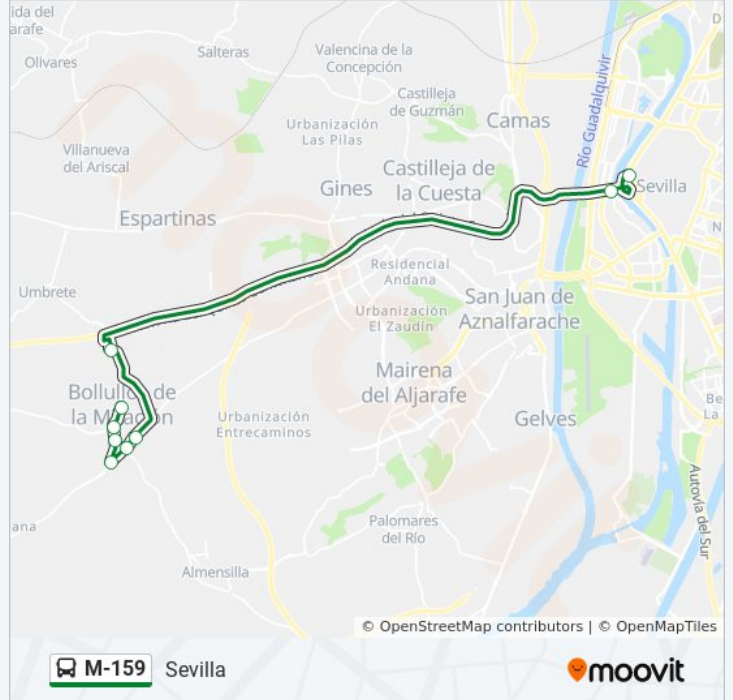 ida del
arafe
Olivares
Salteras
Valencina de la
Concepción
Castilleja
de Guzmán
Camas
Río Guadalquivir
D
Urbanización
Las Pilas
Villanueva
del Ariscal
Castilleja de
la Cuesta
Gines
Sevilla
Espartinas
N
Residencial
Andana
Umbrete
San Juan de
Aznalfarache
Urbanización
El Zaudín
Mairena
del Aljarafe
Bollullos de
la Mitación
Be
La
Urbanización
Entrecaminos
Gelves
Autovía del Sur
ana
Palomares
del Río
Almensilla
© OpenStreetMap contributors | © OpenMapTiles
M-159 Sevilla
moovit